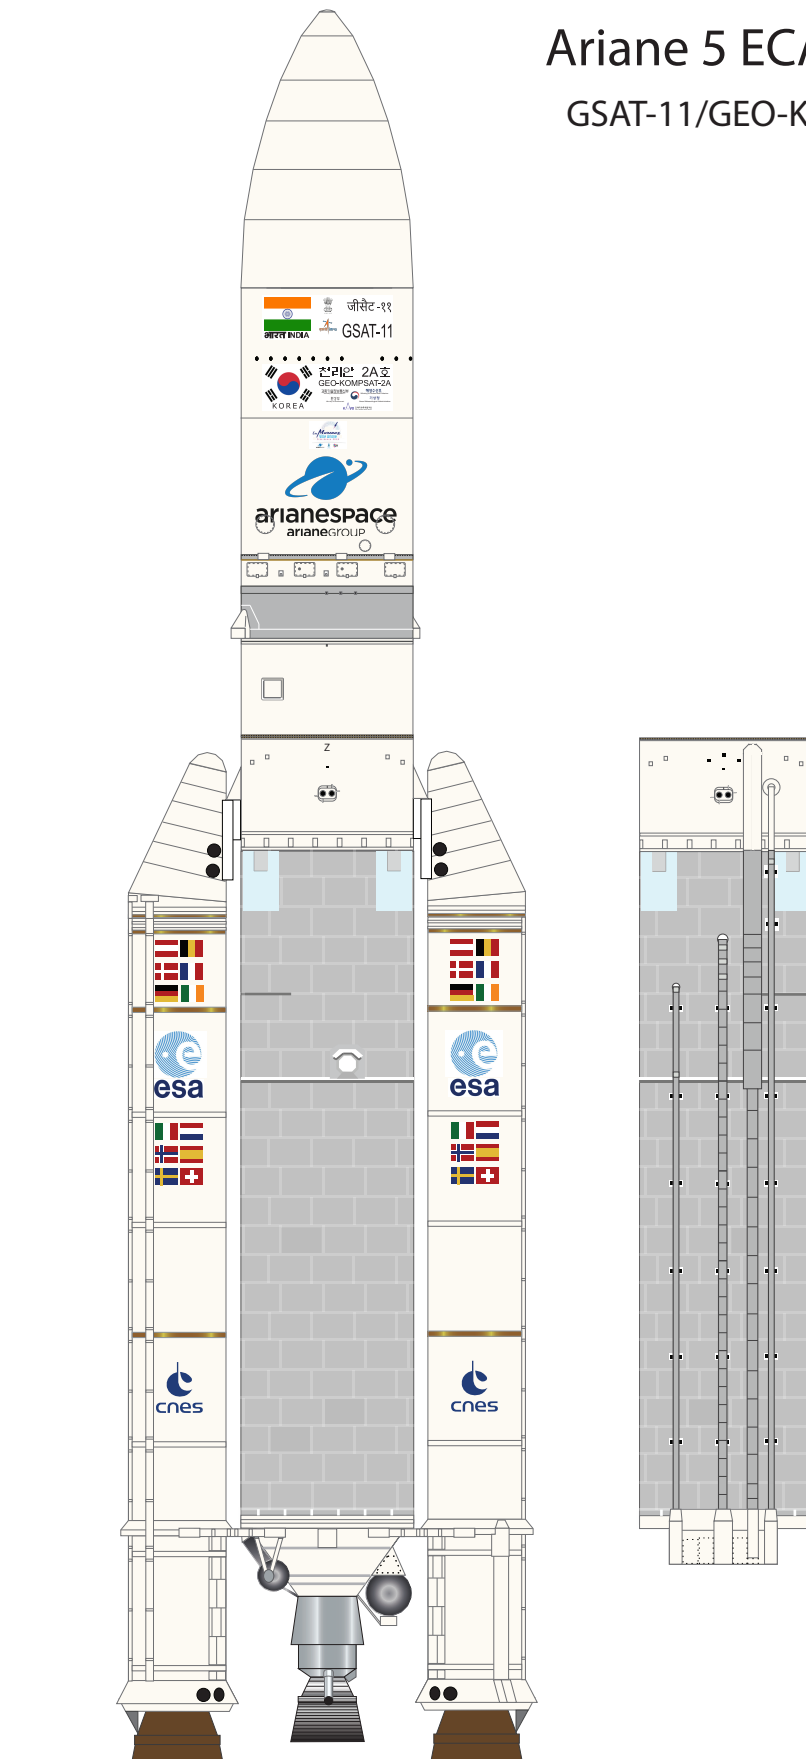 Ariane 5 ECA
GSAT-11/GEO-K
जीसैट -११
GSAT-11
भारत INDIA
천리안 2A호
GEO-KOMPSAT-2A
KOREA
arianespace
arianeGROUP
Z
esa
esa
cnes
cnes